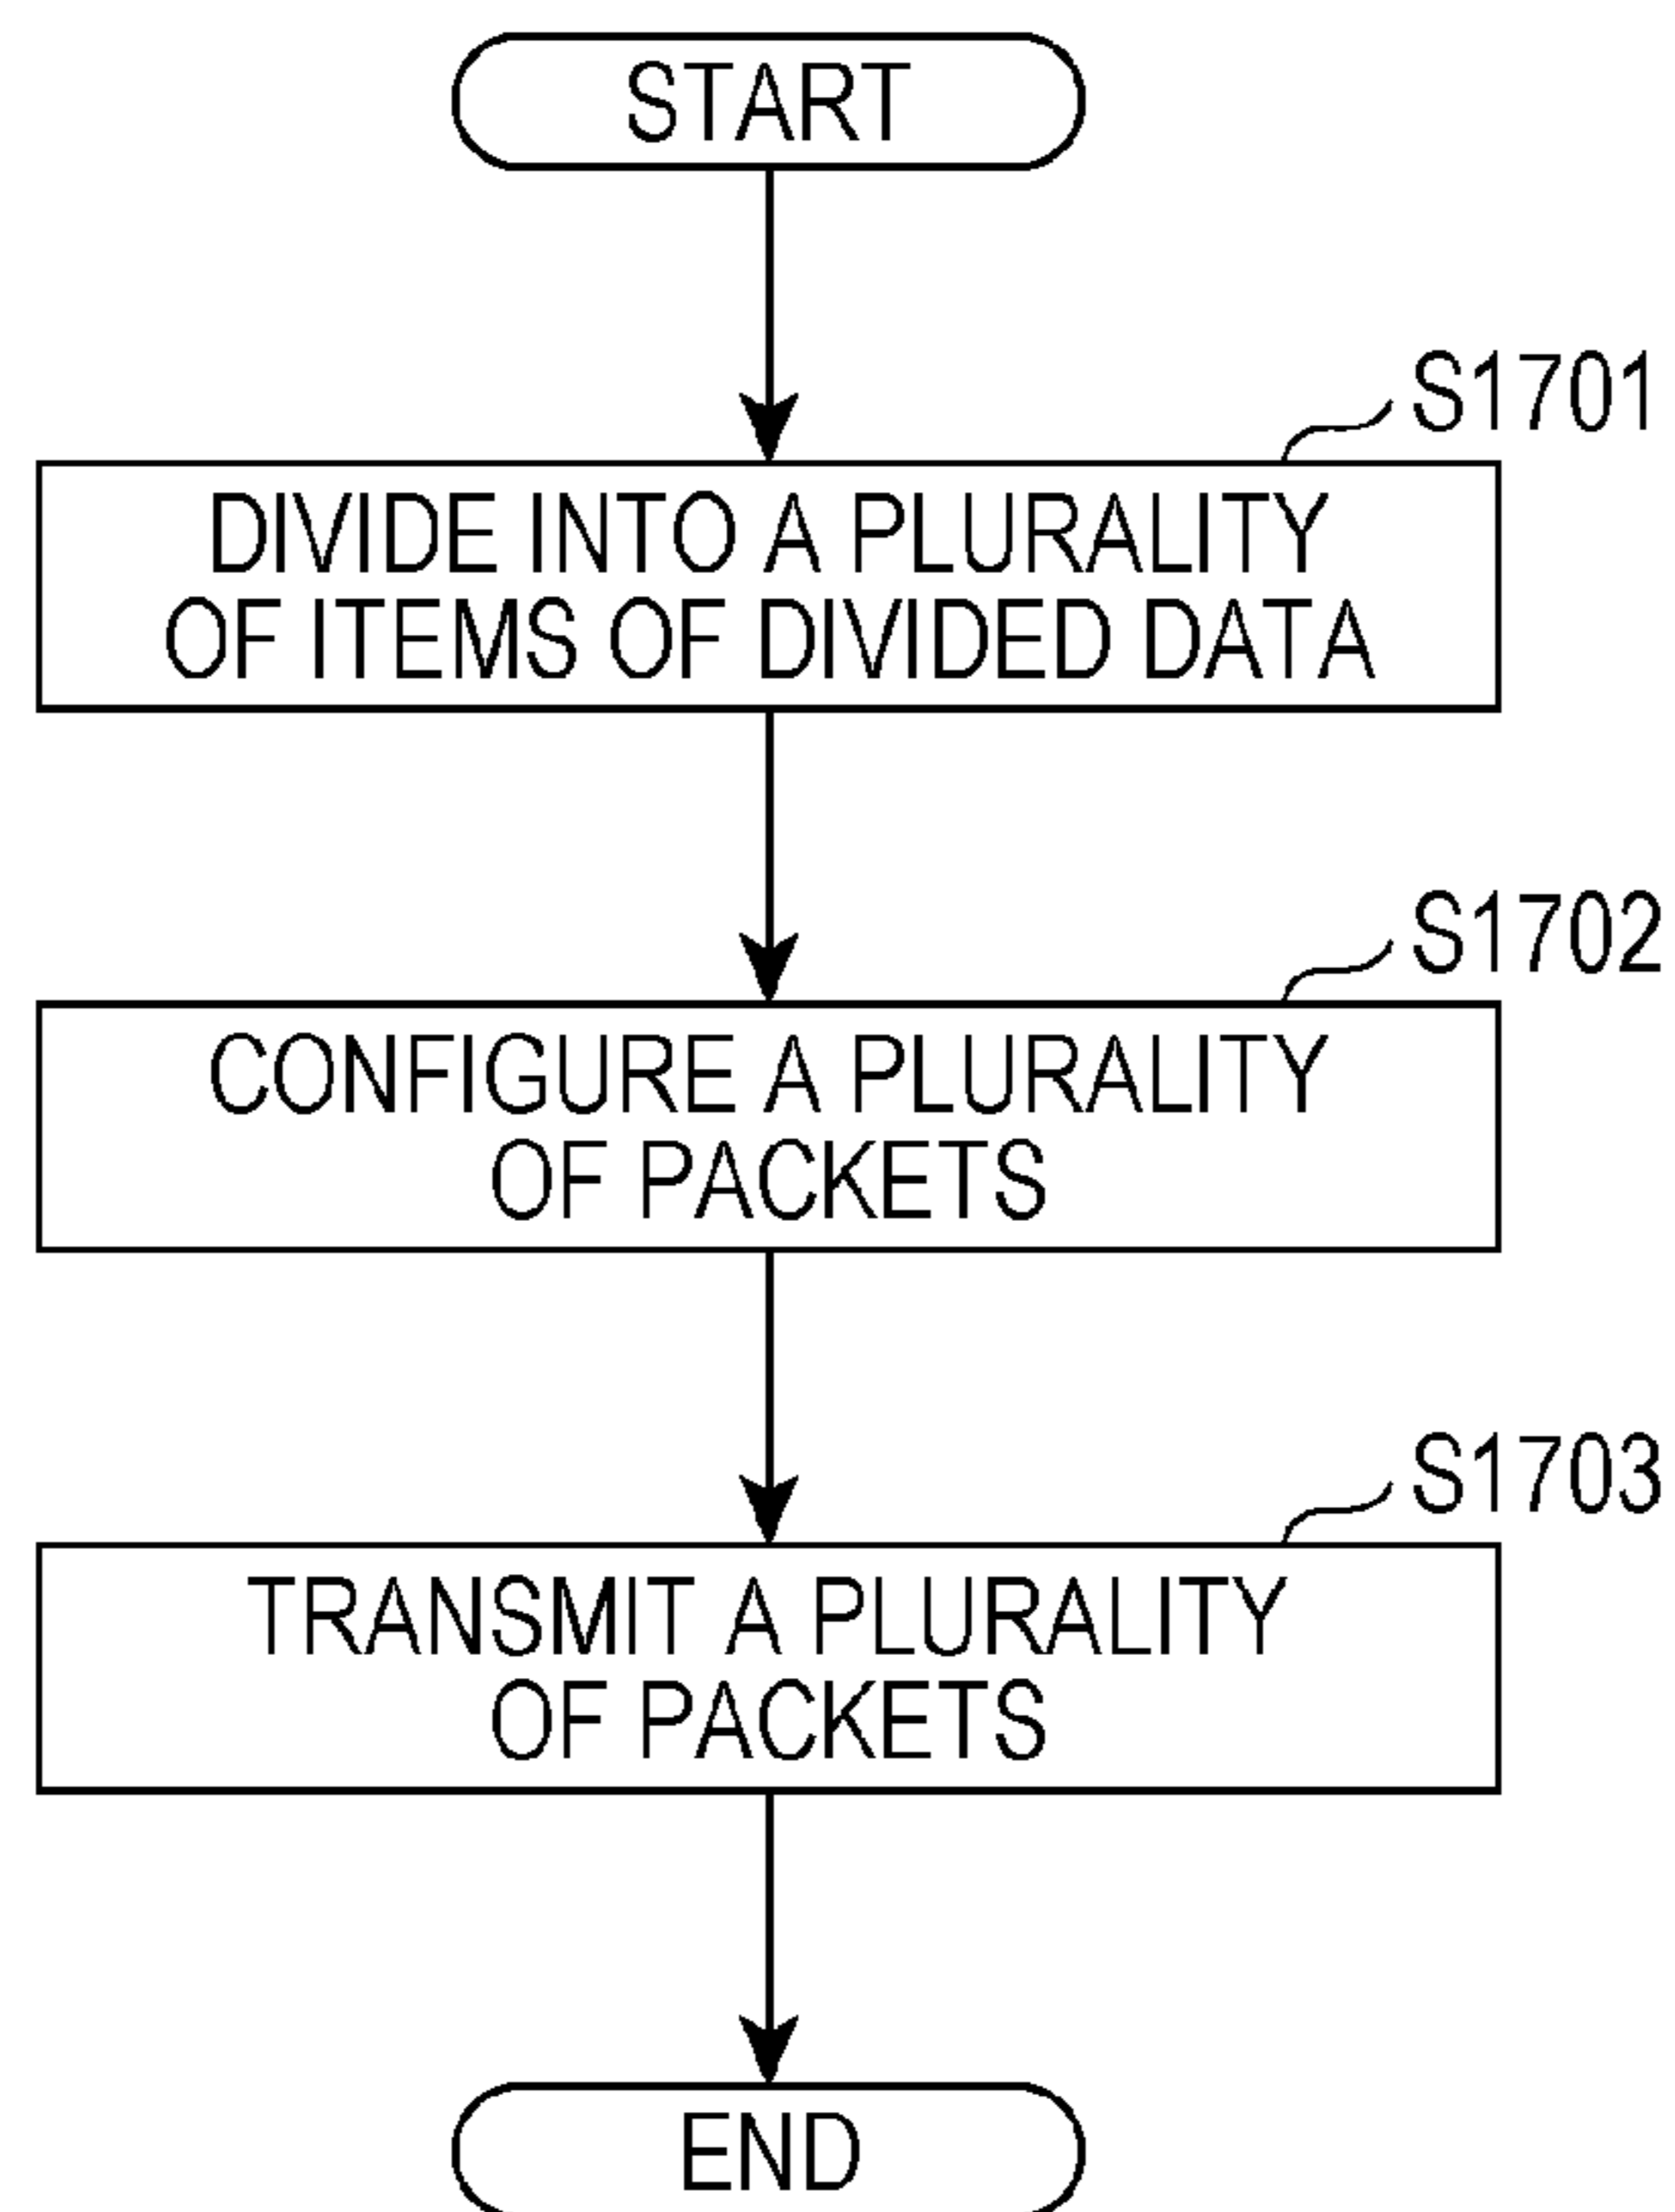 START
S1701
DIVIDE INTO A PLURALITY
OF ITEMS OF DIVIDED DATA
S1702
CONFIGURE A PLURALITY
OF PACKETS
S1703
TRANSMIT A PLURALITY
OF PACKETS
END